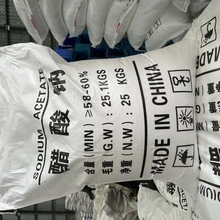 SODIUM ACETATE
醋酸钠
含量(MIN)≥58-60%
毛重(G.W):25.1KGS
净重(N.W):25 KGS
MADE IN CHINA
MADE